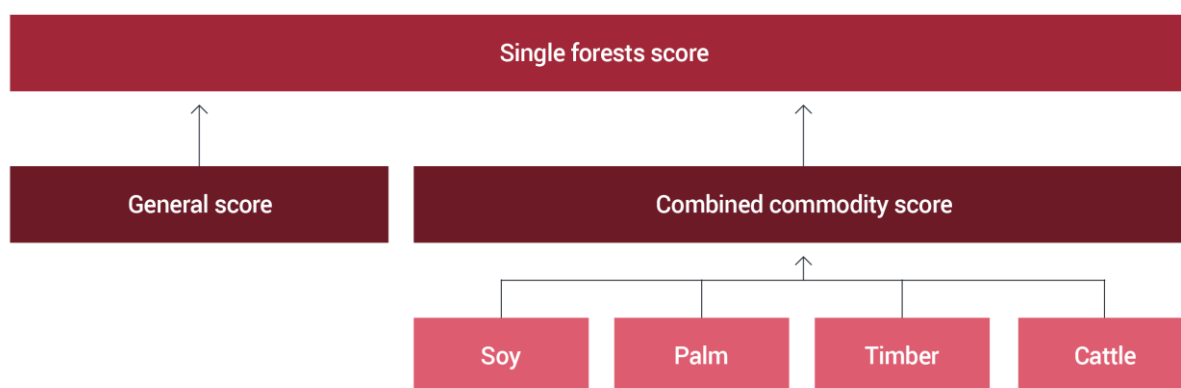 Single forests score
General score
Combined commodity score
Soy
Palm
Timber
Cattle